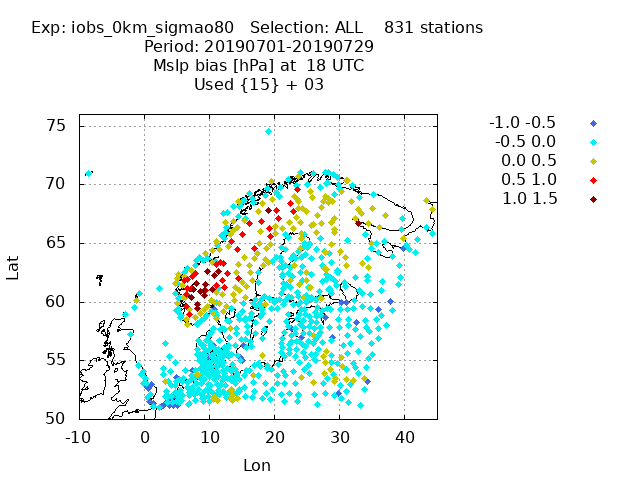 Exp: iobs_0km_sigmao80 Selection: ALL 831 stations
Period: 20190701-20190729
Mslp bias [hPa] at 18 UTC
Used {15} + 03
-1.0 -0.5
-0.5 0.0
0.0 0.5
0.5 1.0
1.0 1.5
75
70
65
60
55
50
Lat
-10 0 10 20 30 40
Lon